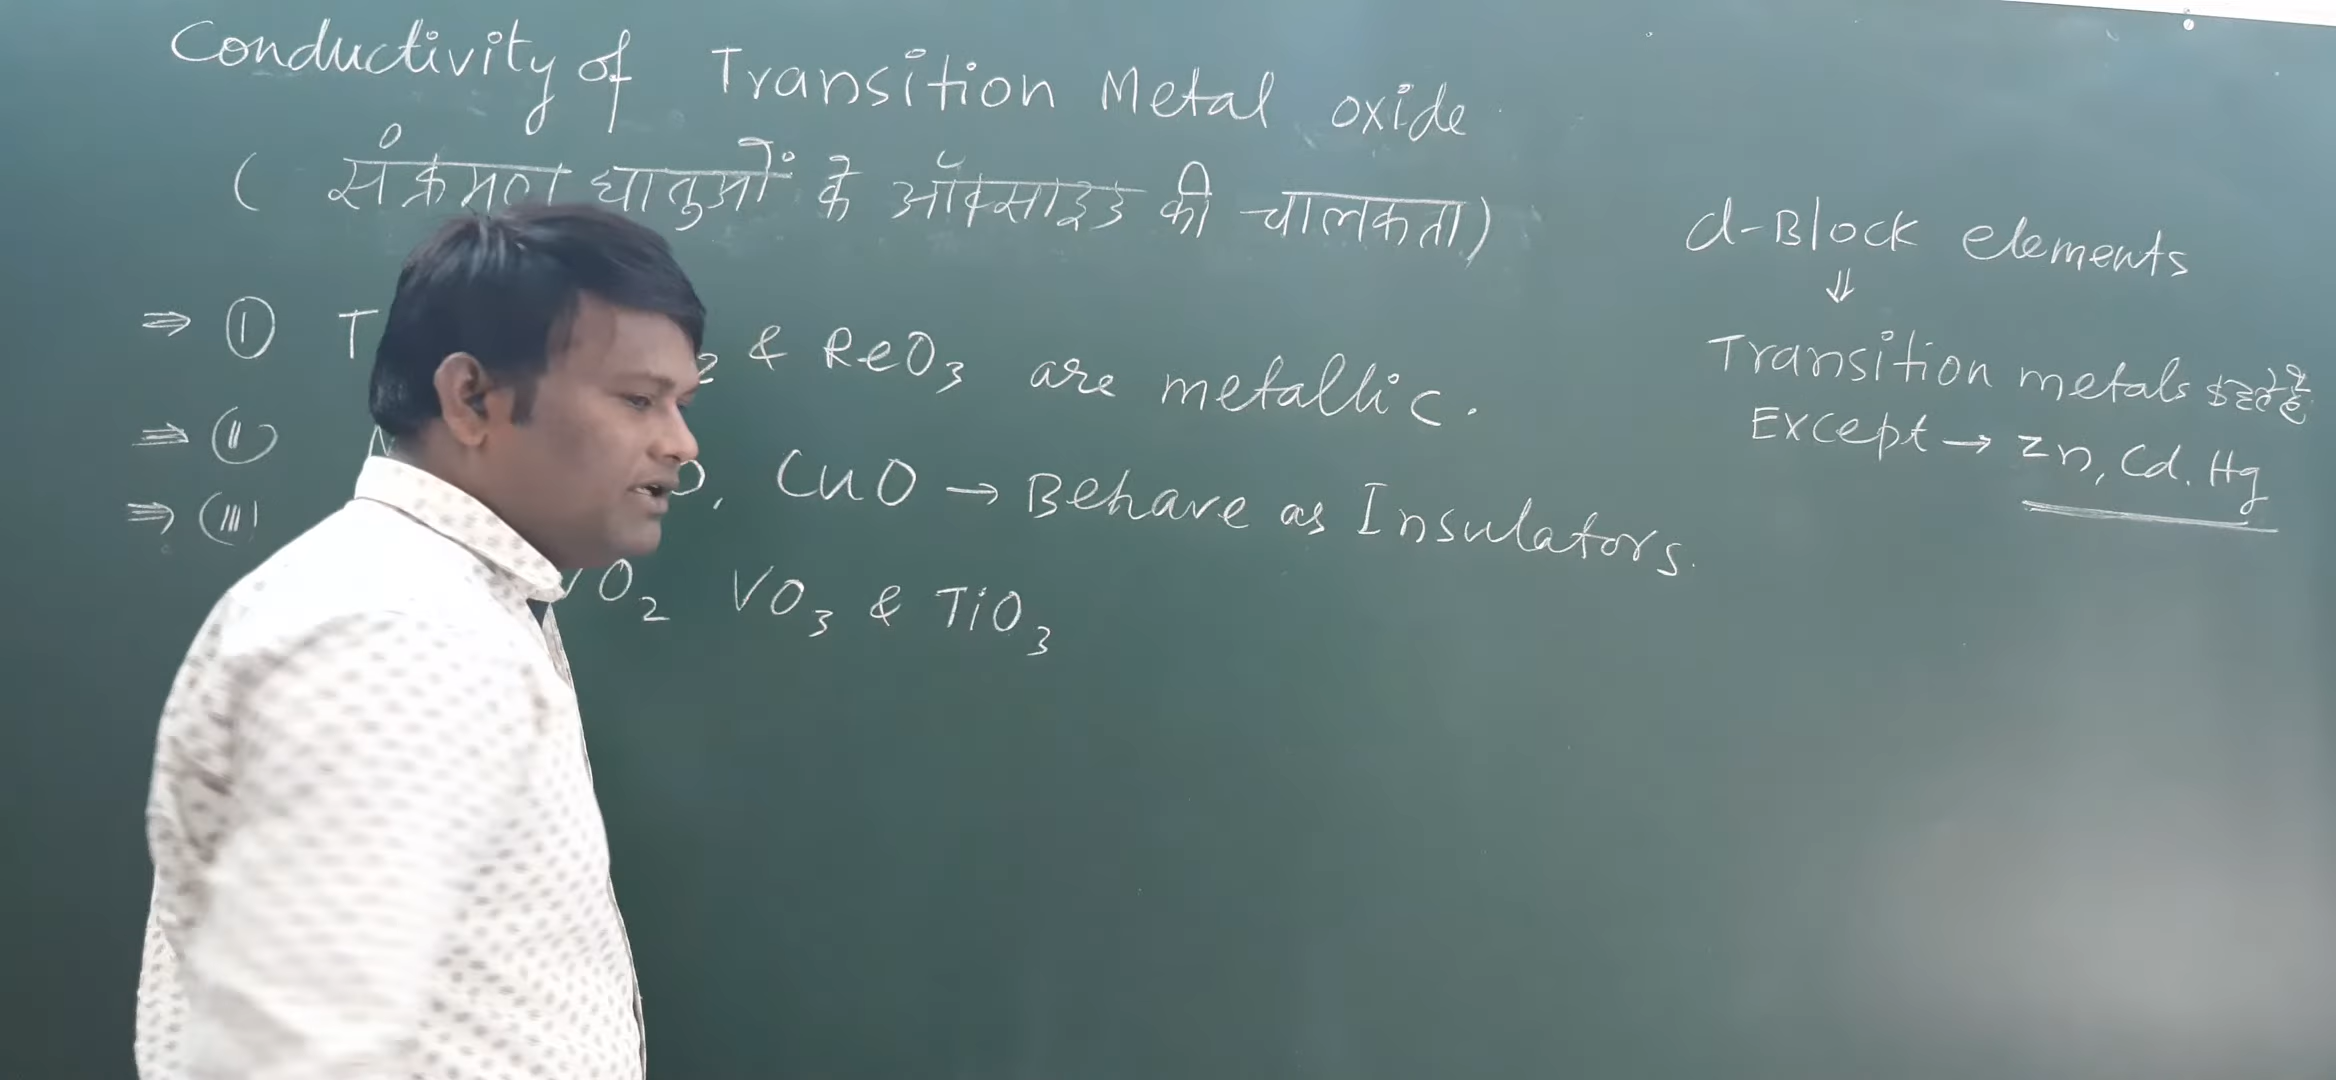 Conductivity of Transition Metal oxide
( संक्रमण धातुओं के ऑक्साइड की चालकता)
⇒ ① T 2 & ReO3 are metallic.
⇒ (II) CuO → Behave as Insulators.
⇒ (III) VO2 VO3 & TiO3
d-Block elements
⇓
Transition metals कहते है
Except → Zn, Cd. Hg